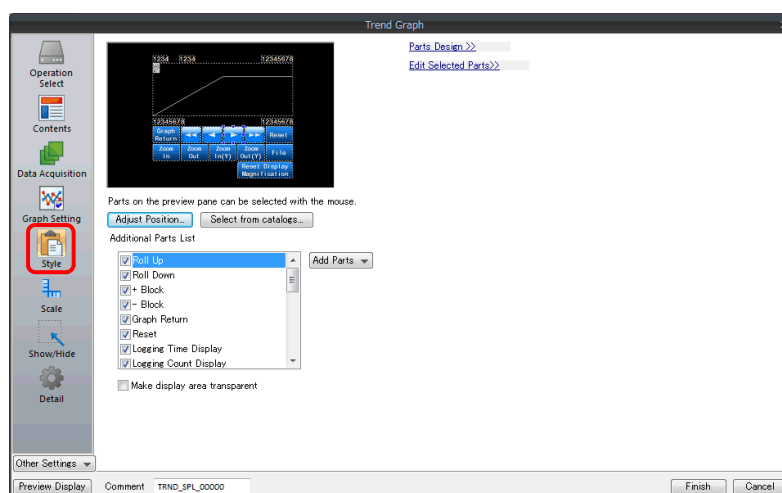 Trend Graph
Operation
Select
Contents
Data Acquisition
Graph Setting
Style
Scale
Show/Hide
Detail
Other Settings
Preview Display
1234 1234 12345678
12345678 12345678
Graph
Return
Reset
Zoom
In
Zoom
Out
Zoom
In(Y)
Zoom
Out(Y)
File
Reset Display
Magnification
Parts on the preview pane can be selected with the mouse.
Adjust Position... Select from catalogs...
Additional Parts List
Roll Up
Roll Down
+ Block
- Block
Graph Return
Reset
Logging Time Display
Logging Count Display
Add Parts
Make display area transparent
Parts Design >>
Edit Selected Parts>>
Comment TRND_SPL_00000
Finish Cancel